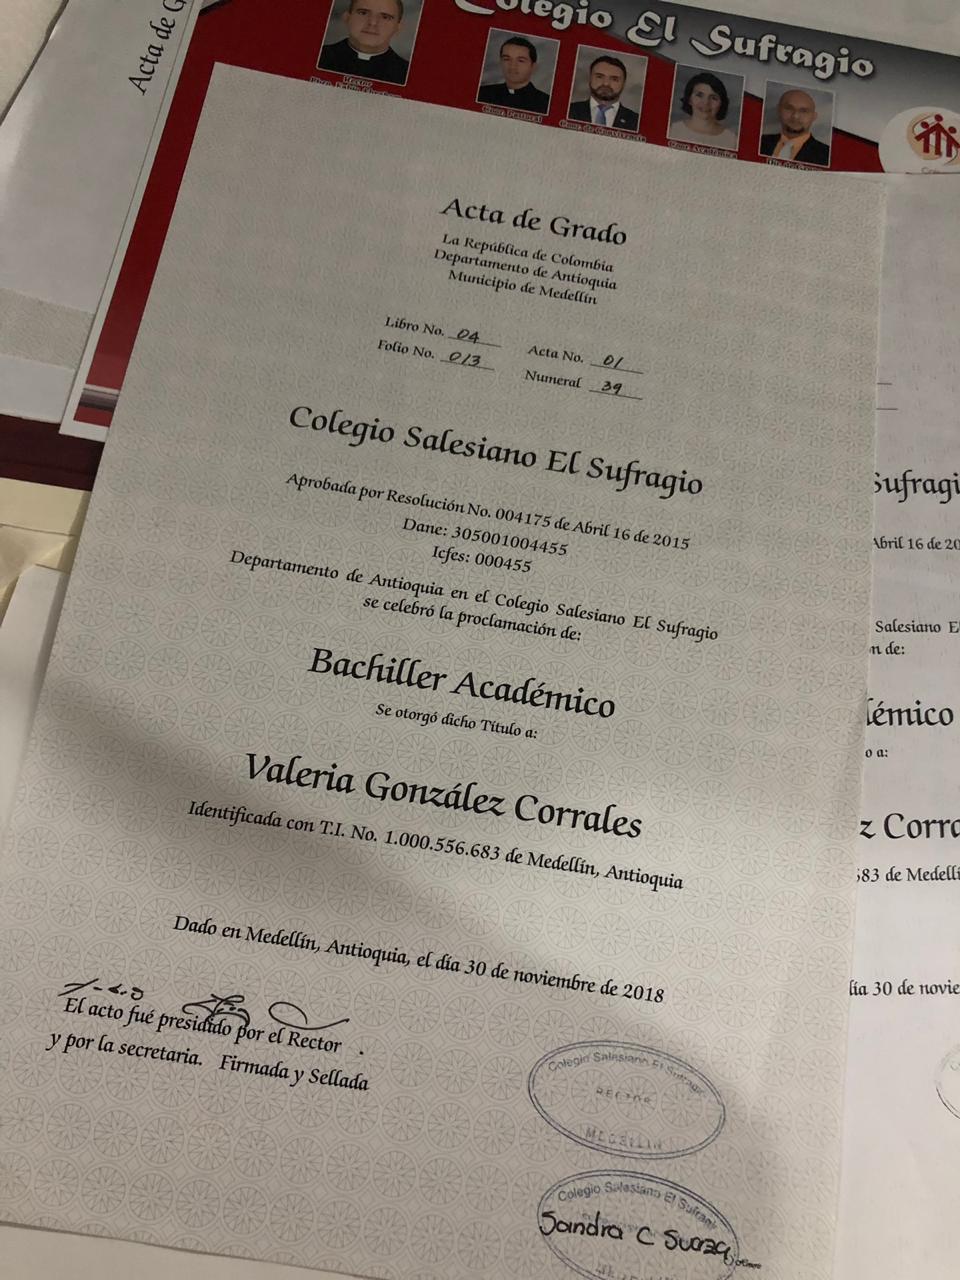 Acta de G
Colegio El Sufragio
Rector
Coor. Pastoral
Coor. Académica
Acta de Grado
La República de Colombia
Departamento de Antioquia
Municipio de Medellín
Libro No. 04 Acta No. 01
Folio No. 013 Numeral 39
Colegio Salesiano El Sufragio
Aprobada por Resolución No. 004175 de Abril 16 de 2015
Dane: 305001004455
Icfes: 000455
Departamento de Antioquia en el Colegio Salesiano El Sufragio
se celebró la proclamación de:
Bachiller Académico
Se otorgó dicho Título a:
Valeria González Corrales
Identificada con T.I. No. 1.000.556.683 de Medellín, Antioquia
Dado en Medellín, Antioquia, el día 30 de noviembre de 2018
El acto fué presidido por el Rector .
y por la secretaria. Firmada y Sellada
Colegio Salesiano El Sufragio
RECTOR
MEDELLIN
Colegio Salesiano El Sufragio
Sandra C Suaza
Sufragi
Abril 16 de 20
Salesiano E
n de:
démico
o a:
z Corra
683 de Medellí
día 30 de novie